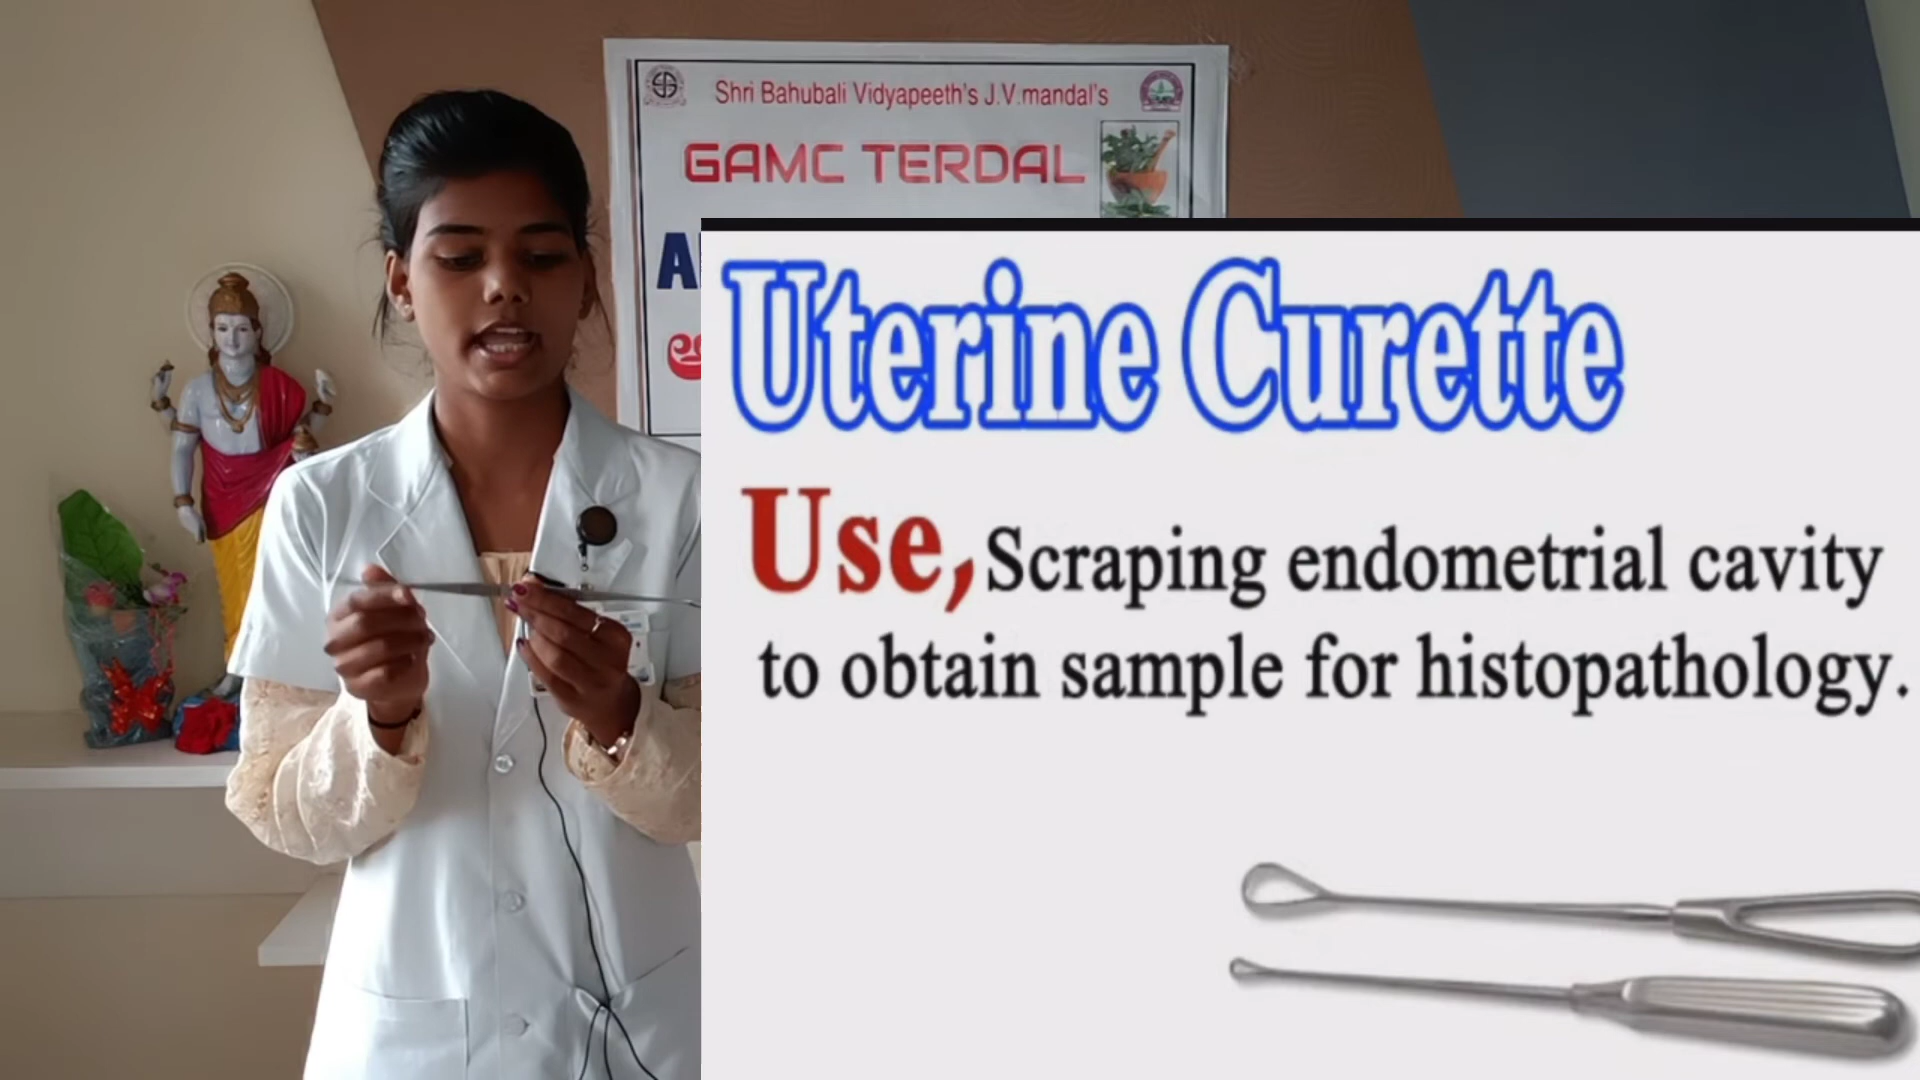 Shri Bahubali Vidyapeeth's J.V.mandal's
GAMC TERDAL
Uterine Curette
Use, Scraping endometrial cavity
to obtain sample for histopathology.